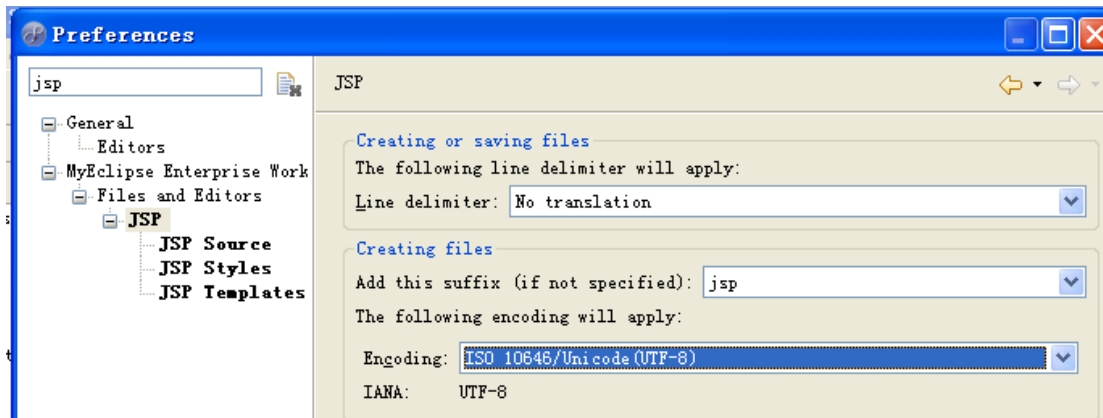 Preferences
jsp
JSP
General
Editors
MyEclipse Enterprise Work
Files and Editors
JSP
JSP Source
JSP Styles
JSP Templates
Creating or saving files
The following line delimiter will apply:
Line delimiter: No translation
Creating files
Add this suffix (if not specified): jsp
The following encoding will apply:
Encoding: ISO 10646/Unicode(UTF-8)
IANA: UTF-8